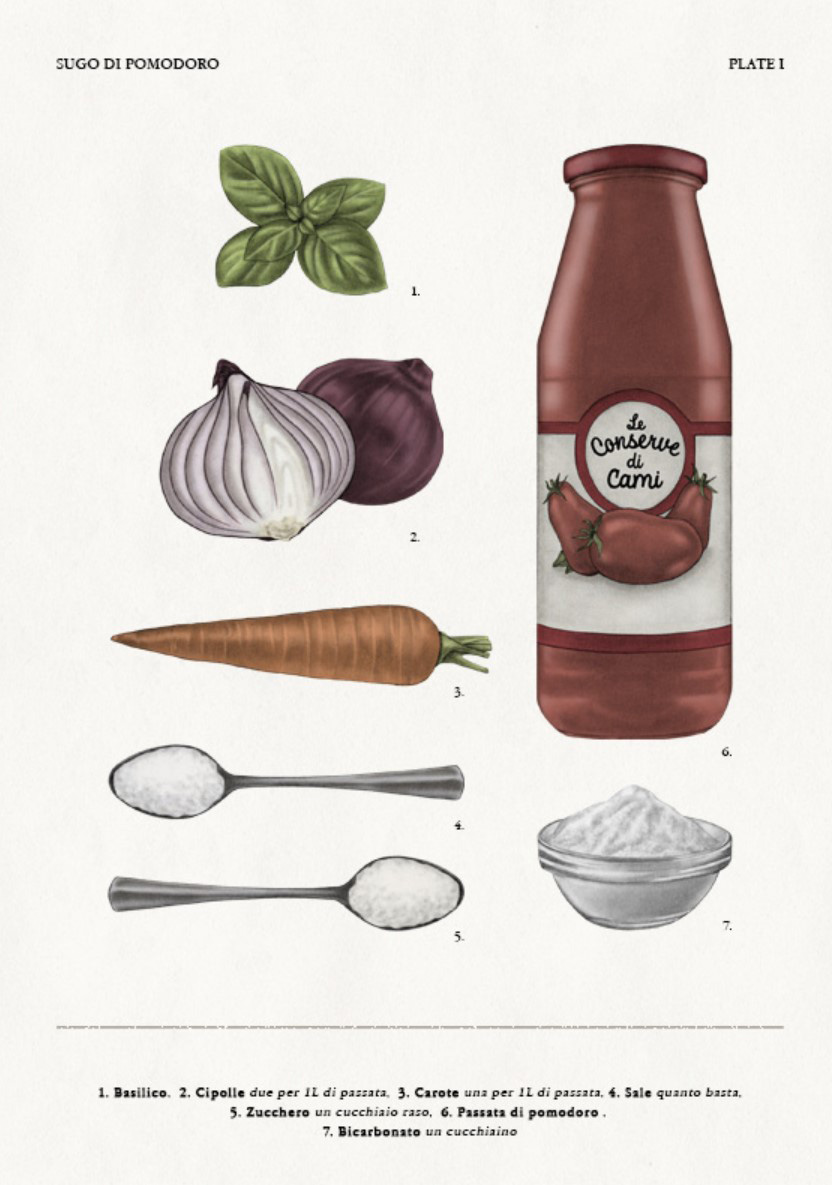 SUGO DI POMODORO
PLATE I
1.
Le
Conserve
di
Cami
2.
3.
6.
4.
7.
5.
1. Basilico. 2. Cipolle due per 1L di passata, 3. Carote una per 1L di passata, 4. Sale quanto basta,
5. Zucchero un cucchiaio raso, 6. Passata di pomodoro .
7. Bicarbonato un cucchiaino